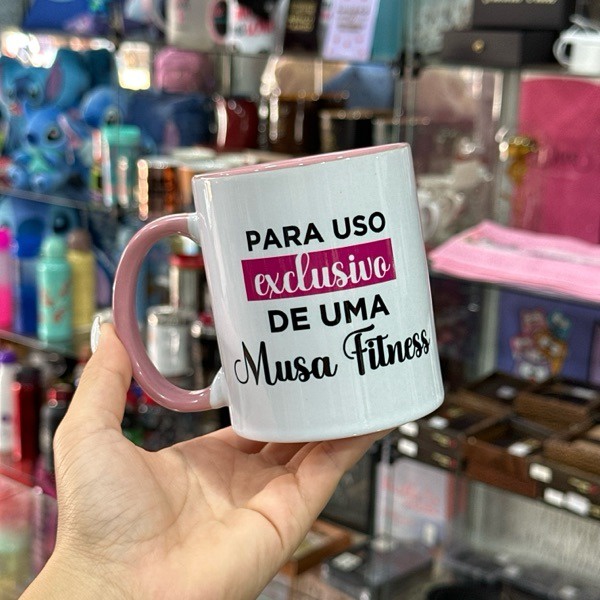 PARA USO
exclusivo
DE UMA
Musa Fitness